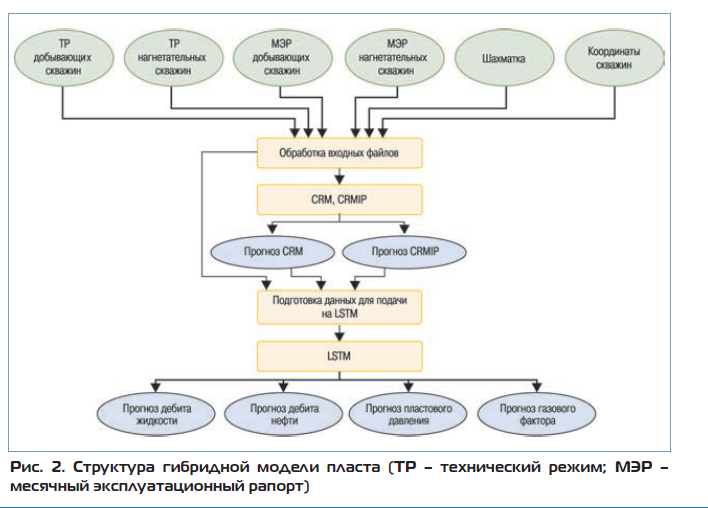 ТР
добывающих
скважин
ТР
нагнетательных
скважин
МЭР
добывающих
скважин
МЭР
нагнетательных
скважин
Шахматка
Координаты
скважин
Обработка входных файлов
CRM, CRMIP
Прогноз CRM
Прогноз CRMIP
Подготовка данных для подачи
на LSTM
LSTM
Прогноз дебита
жидкости
Прогноз дебита
нефти
Прогноз пластового
давления
Прогноз газового
фактора
Рис. 2. Структура гибридной модели пласта (ТР – технический режим; МЭР –
месячный эксплуатационный рапорт)